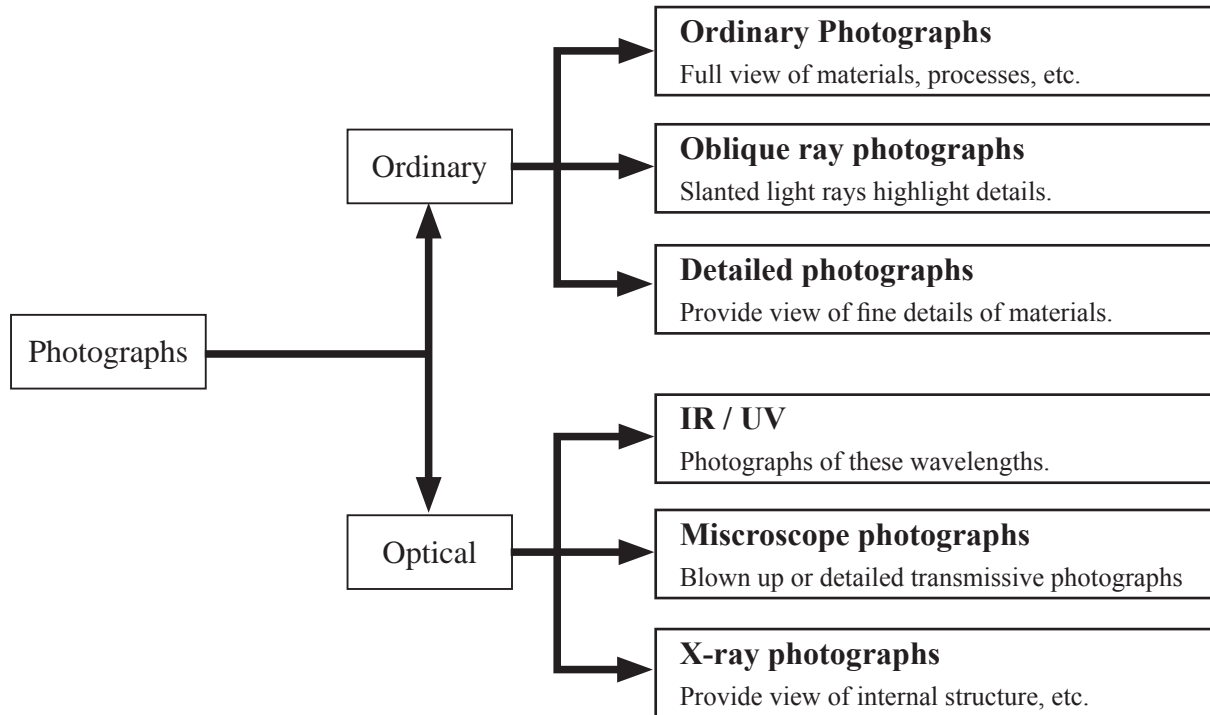 Photographs
Ordinary
Ordinary Photographs
Full view of materials, processes, etc.
Oblique ray photographs
Slanted light rays highlight details.
Detailed photographs
Provide view of fine details of materials.
Optical
IR / UV
Photographs of these wavelengths.
Miscroscope photographs
Blown up or detailed transmissive photographs
X-ray photographs
Provide view of internal structure, etc.